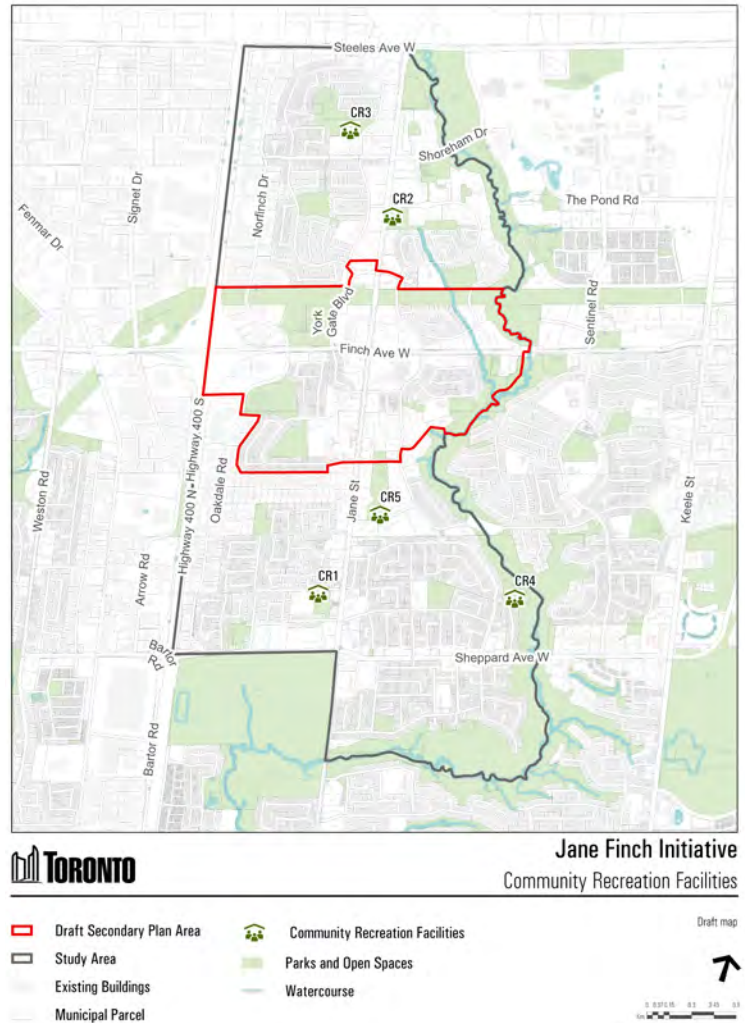 Steeles Ave W
CR3
Shoreham Dr
Signet Dr
Norfinch Dr
CR2
The Pond Rd
Fenmar Dr
York
Gate Blvd
Sentinel Rd
Finch Ave W
Highway 400 N-Highway 400 S
Oakdale Rd
Weston Rd
Jane St
CR5
Keele St
Arrow Rd
CR1
CR4
Bartor
Rd
Sheppard Ave W
Bartor Rd
TORONTO
Jane Finch Initiative
Community Recreation Facilities
Draft Secondary Plan Area
Community Recreation Facilities
Draft map
Study Area
Parks and Open Spaces
Existing Buildings
Watercourse
Municipal Parcel